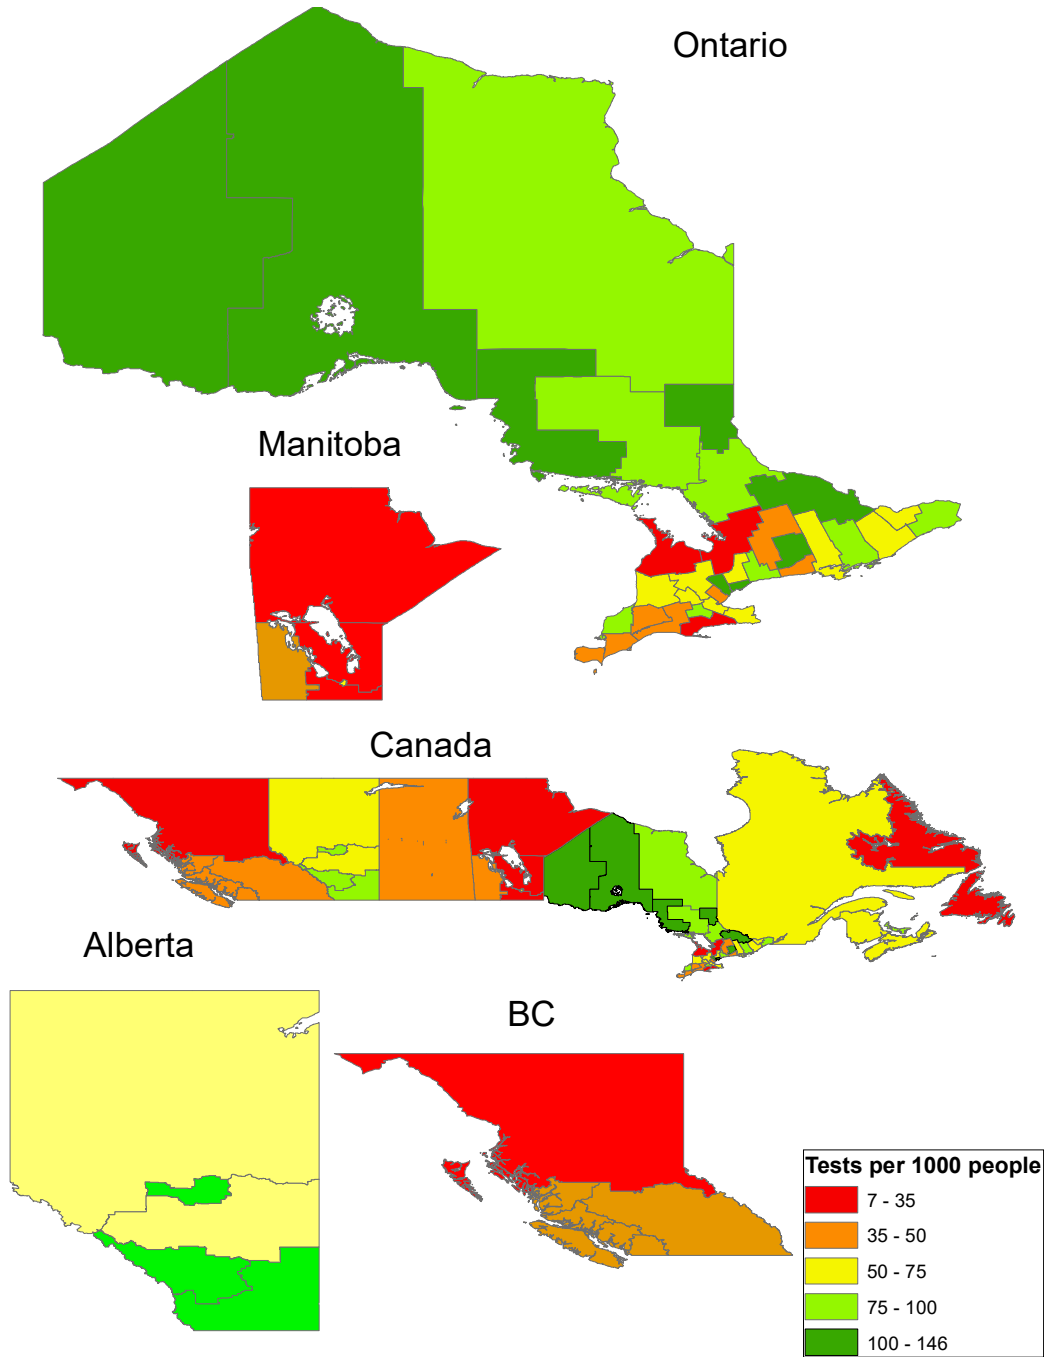 Ontario
Manitoba
Canada
Alberta
BC
Tests per 1000 people
7 - 35
35 - 50
50 - 75
75 - 100
100 - 146